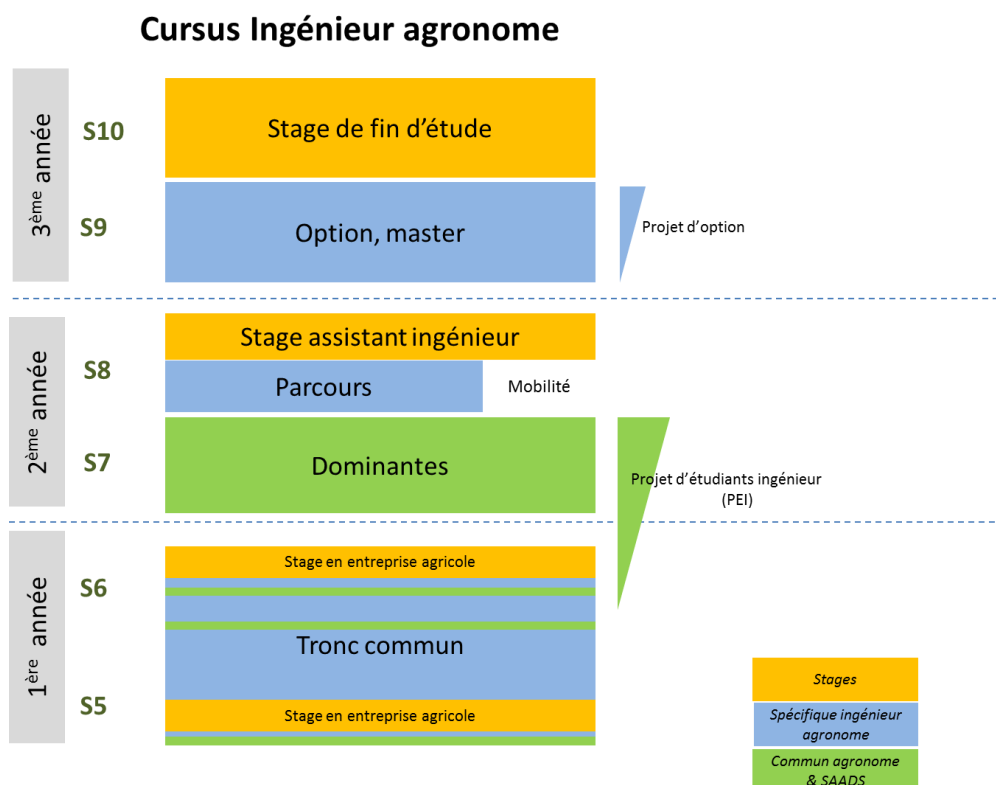 Cursus Ingénieur agronome
3ème année
S10
Stage de fin d'étude
S9
Option, master
Projet d'option
2ème année
S8
Stage assistant ingénieur
Parcours
Mobilité
S7
Dominantes
Projet d'étudiants ingénieur
(PEI)
1ère année
S6
Stage en entreprise agricole
Tronc commun
S5
Stage en entreprise agricole
Stages
Spécifique ingénieur
agronome
Commun agronome
& SAADS